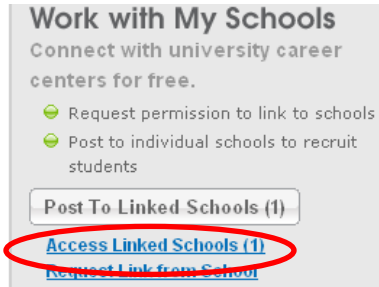 Work with My Schools
Connect with university career
centers for free.
Request permission to link to schools
Post to individual schools to recruit
students
Post To Linked Schools (1)
Access Linked Schools (1)
Request Link from School